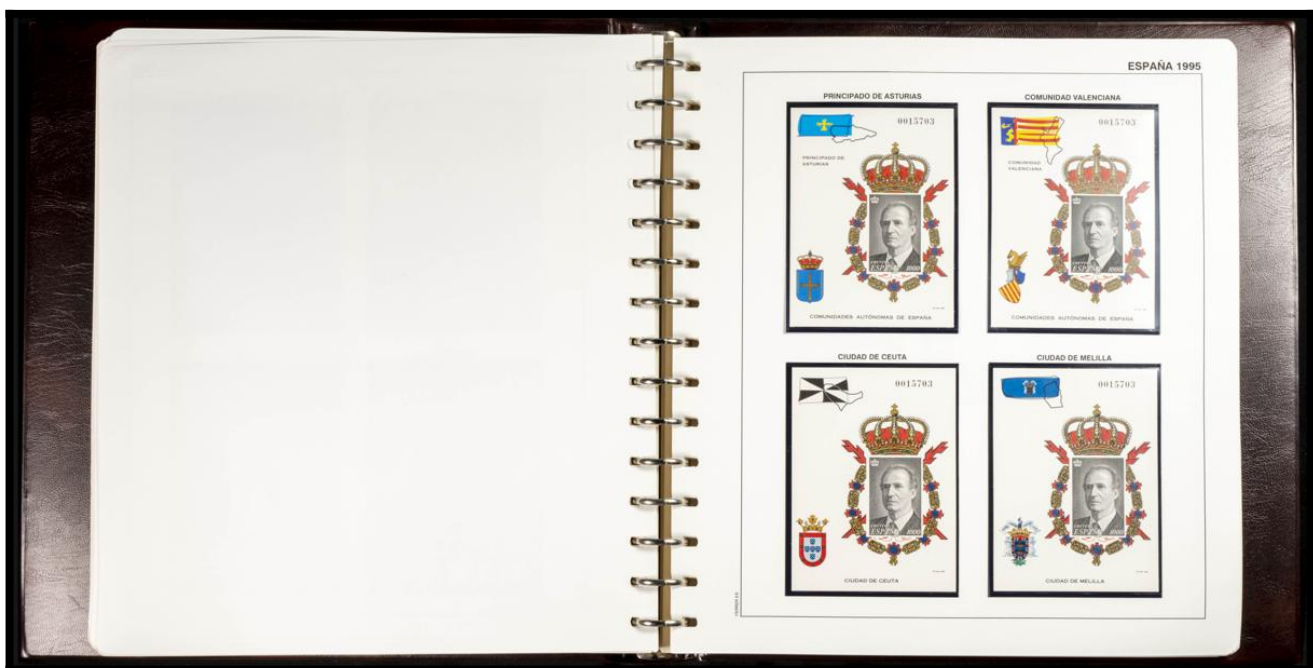 ESPAÑA 1995
PRINCIPADO DE ASTURIAS
0015703
PRINCIPADO DE
ASTURIAS
ESPAÑA 1000
COMUNIDADES AUTÓNOMAS DE ESPAÑA
COMUNIDAD VALENCIANA
0015703
COMUNIDAD
VALENCIANA
ESPAÑA 1000
COMUNIDADES AUTÓNOMAS DE ESPAÑA
CIUDAD DE CEUTA
0015703
ESPAÑA 1000
CIUDAD DE CEUTA
CIUDAD DE MELILLA
0015703
ESPAÑA 1000
CIUDAD DE MELILLA